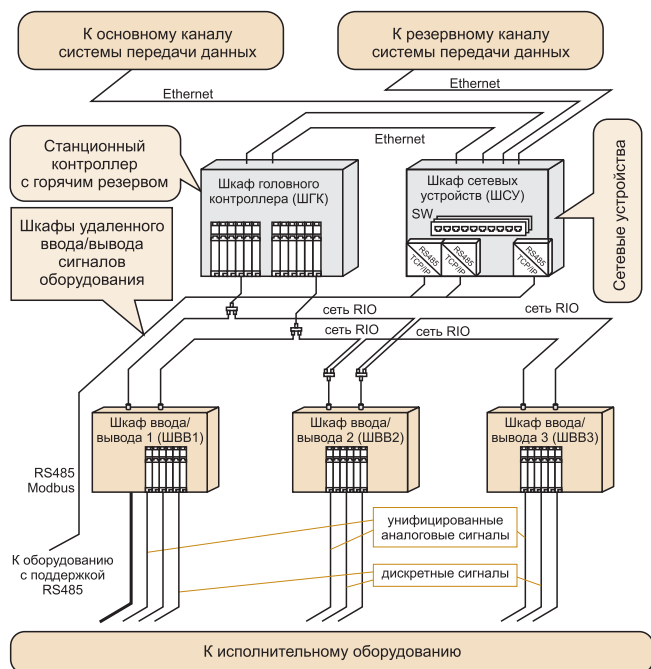 К основному каналу
системы передачи данных
К резервному каналу
системы передачи данных
Ethernet
Ethernet
Ethernet
Станционный
контроллер
с горячим резервом
Шкаф головного
контроллера (ШГК)
Шкаф сетевых
устройств (ШСУ)
SW
RS485
TCP/IP
RS485
TCP/IP
RS485
TCP/IP
Сетевые устройства
Шкафы удаленного
ввода/вывода
сигналов
оборудования
сеть RIO
сеть RIO
сеть RIO
сеть RIO
Шкаф ввода/
вывода 1 (ШВВ1)
Шкаф ввода/
вывода 2 (ШВВ2)
Шкаф ввода/
вывода 3 (ШВВ3)
RS485
Modbus
унифицированные
аналоговые сигналы
К оборудованию
с поддержкой
RS485
дискретные сигналы
К исполнительному оборудованию